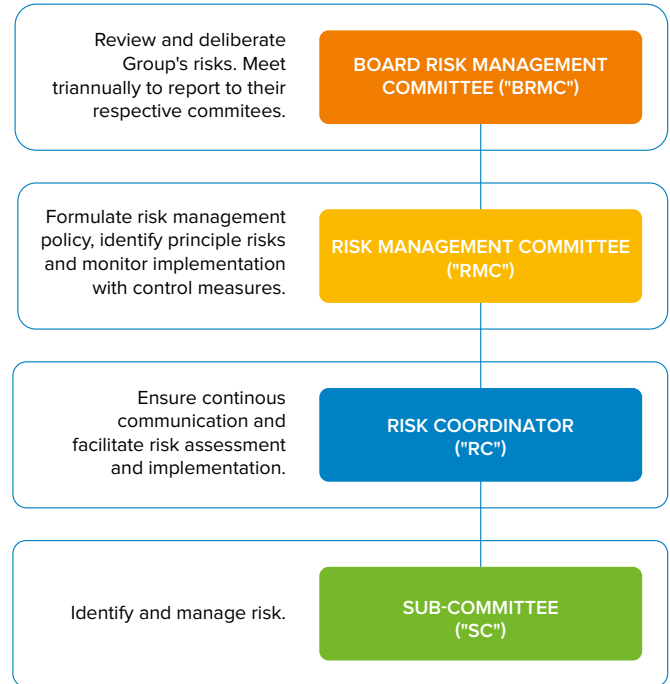 Review and deliberate
Group's risks. Meet
triannually to report to their
respective commitees.
BOARD RISK MANAGEMENT
COMMITTEE ("BRMC")
Formulate risk management
policy, identify principle risks
and monitor implementation
with control measures.
RISK MANAGEMENT COMMITTEE
("RMC")
Ensure continous
communication and
facilitate risk assessment
and implementation.
RISK COORDINATOR
("RC")
Identify and manage risk.
SUB-COMMITTEE
("SC")